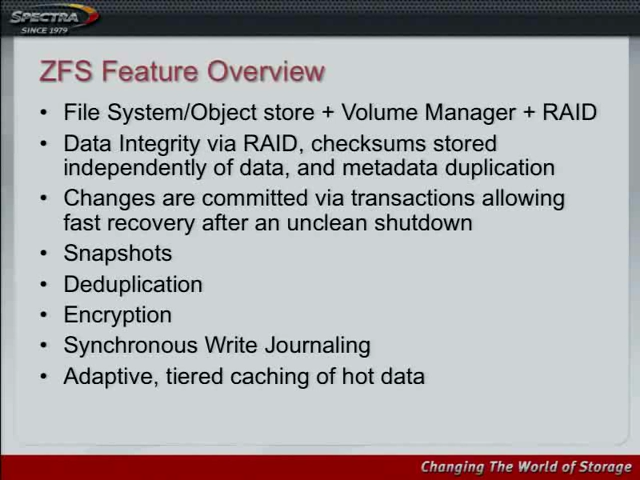 SPECTRA
SINCE 1979
ZFS Feature Overview
• File System/Object store + Volume Manager + RAID
• Data Integrity via RAID, checksums stored
independently of data, and metadata duplication
• Changes are committed via transactions allowing
fast recovery after an unclean shutdown
• Snapshots
• Deduplication
• Encryption
• Synchronous Write Journaling
• Adaptive, tiered caching of hot data
Changing The World of Storage